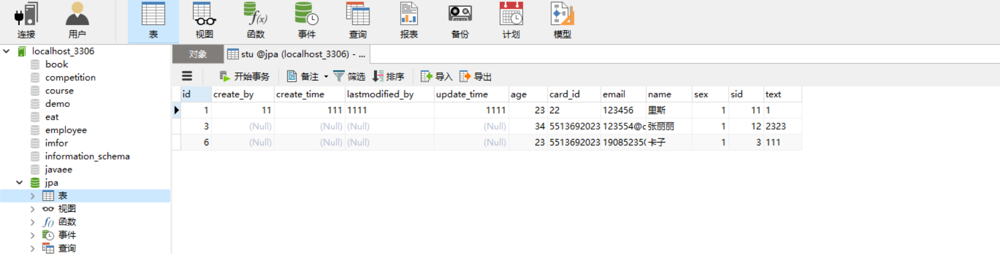 连接 用户 表 视图 函数 事件 查询 报表 备份 计划 模型
localhost_3306
book
competition
course
demo
eat
employee
imfor
information_schema
javaee
jpa
表
视图
函数
事件
查询
对象 stu @jpa (localhost_3306) - ...
开始事务 备注 筛选 排序 导入 导出
id create_by create_time lastmodified_by update_time age card_id email name sex sid text
1 11 111 1111 1111 23 22 123456 里斯 1 11 1
3 (Null) (Null) (Null) (Null) 34 5513692023 123554@c 张丽丽 1 12 2323
6 (Null) (Null) (Null) (Null) 23 5513692023 19085235( 卡子 1 3 111